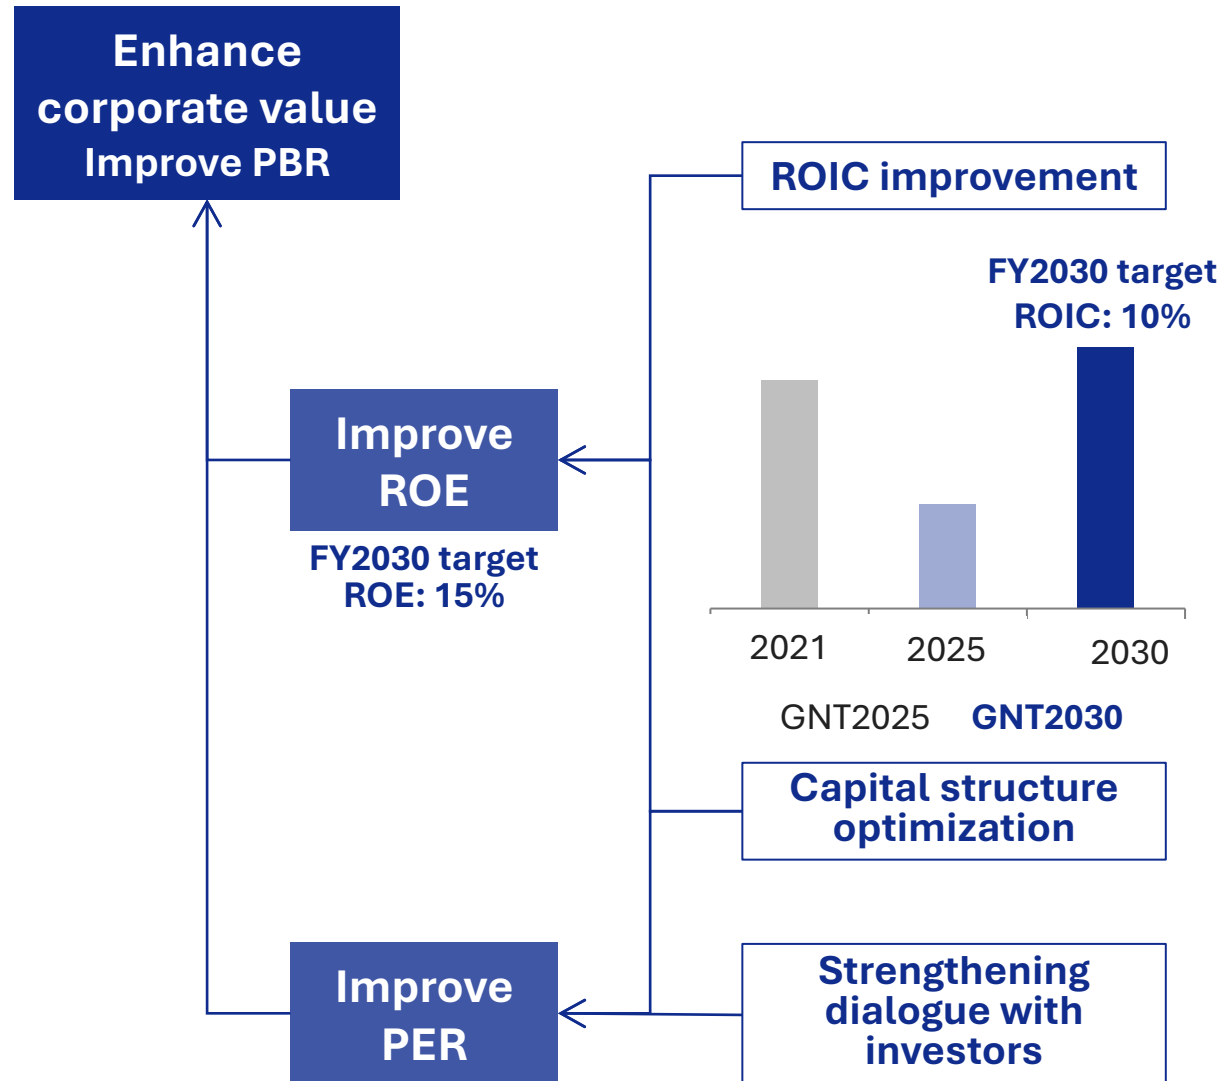 Enhance
corporate value
Improve PBR
ROIC improvement
FY2030 target
ROIC: 10%
Improve
ROE
FY2030 target
ROE: 15%
2021
2025
2030
GNT2025
GNT2030
Capital structure
optimization
Improve
PER
Strengthening
dialogue with
investors